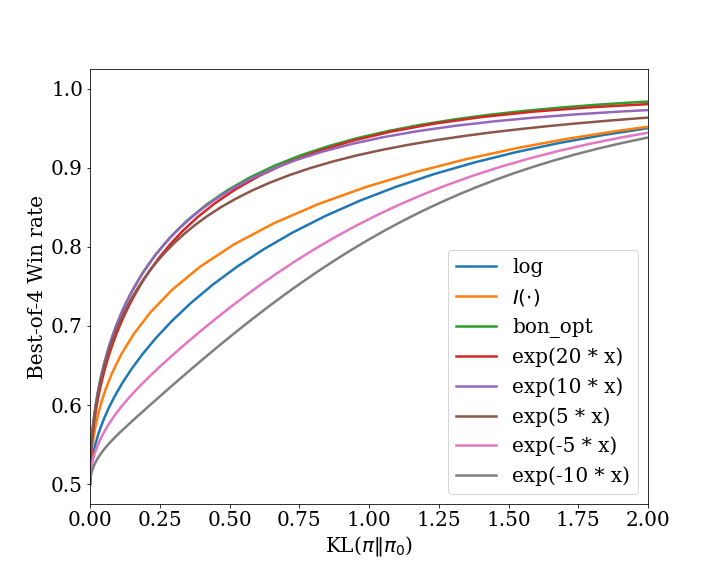 Best-of-4 Win rate
1.0
0.9
0.8
0.7
0.6
0.5
log
I(·)
bon_opt
exp(20 * x)
exp(10 * x)
exp(5 * x)
exp(-5 * x)
exp(-10 * x)
0.00 0.25 0.50 0.75 1.00 1.25 1.50 1.75 2.00
KL(π∥π₀)